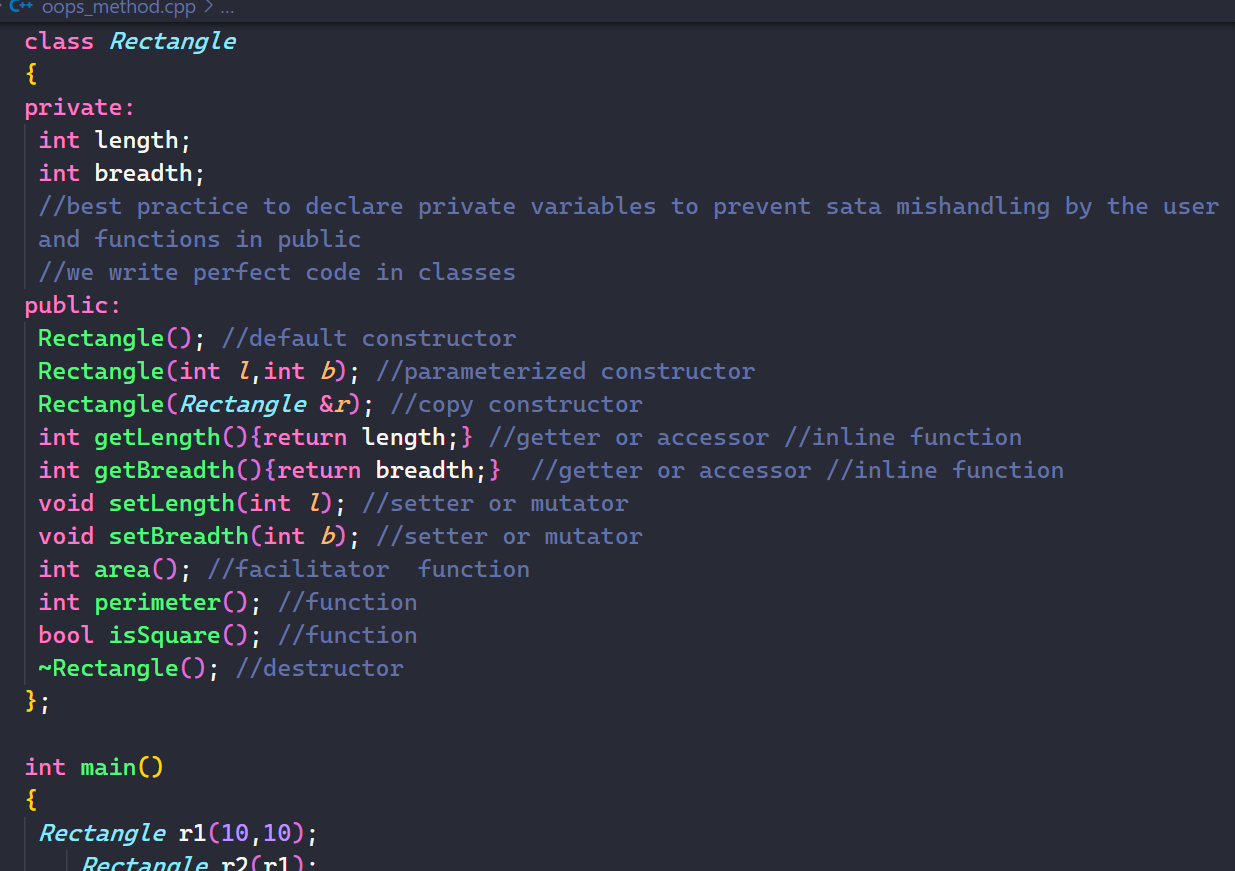 C++ oops_method.cpp > ...
class Rectangle
{
private:
int length;
int breadth;
//best practice to declare private variables to prevent sata mishandling by the user
and functions in public
//we write perfect code in classes
public:
Rectangle(); //default constructor
Rectangle(int l,int b); //parameterized constructor
Rectangle(Rectangle &r); //copy constructor
int getLength(){return length;} //getter or accessor //inline function
int getBreadth(){return breadth;}  //getter or accessor //inline function
void setLength(int l); //setter or mutator
void setBreadth(int b); //setter or mutator
int area(); //facilitator  function
int perimeter(); //function
bool isSquare(); //function
~Rectangle(); //destructor
};
int main()
{
Rectangle r1(10,10);
Rectangle r2(r1);